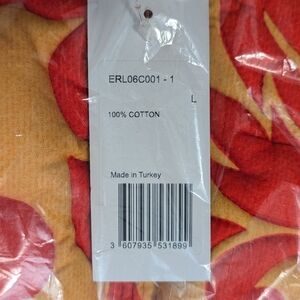 ERL06C001 - 1
L
100% COTTON
Made in Turkey
3 607935 531899